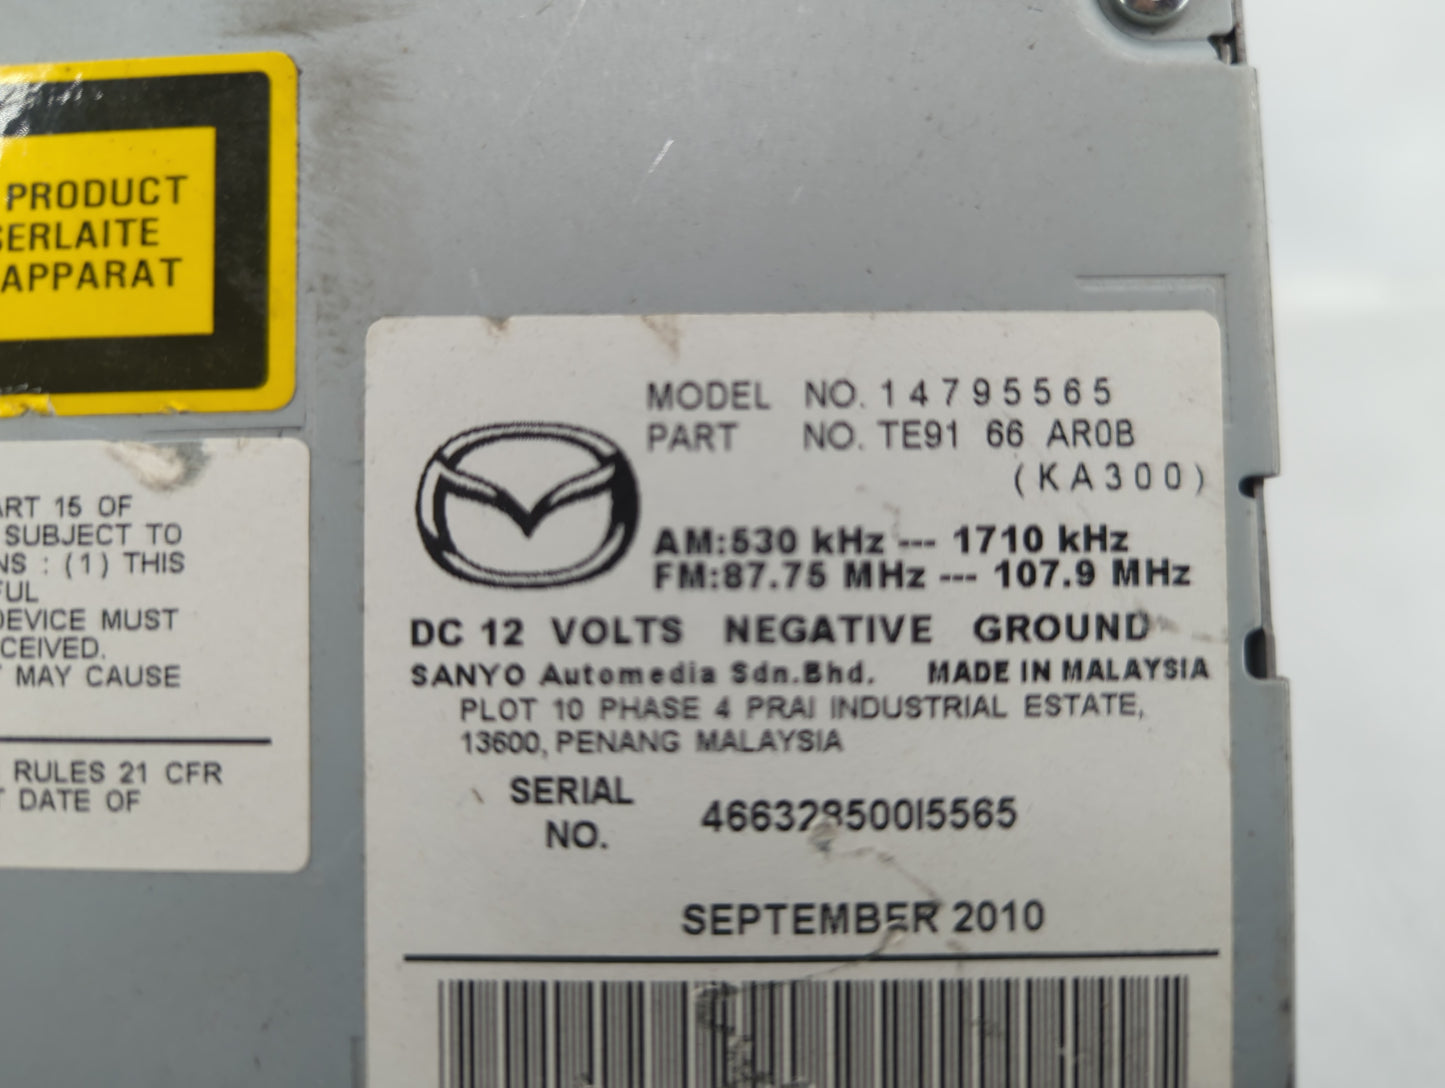 PRODUCT
SERLAITE
APPARAT
ART 15 OF
SUBJECT TO
NS : (1) THIS
FUL
DEVICE MUST
CEIVED.
MAY CAUSE
RULES 21 CFR
DATE OF
MODEL NO. 14795565
PART NO. TE91 66 AR0B
(KA300)
AM:530 kHz --- 1710 kHz
FM:87.75 MHz --- 107.9 MHz
DC 12 VOLTS NEGATIVE GROUND
SANYO Automedia Sdn.Bhd. MADE IN MALAYSIA
PLOT 10 PHASE 4 PRAI INDUSTRIAL ESTATE,
13600, PENANG MALAYSIA
SERIAL
NO. 46632850015565
SEPTEMBER 2010